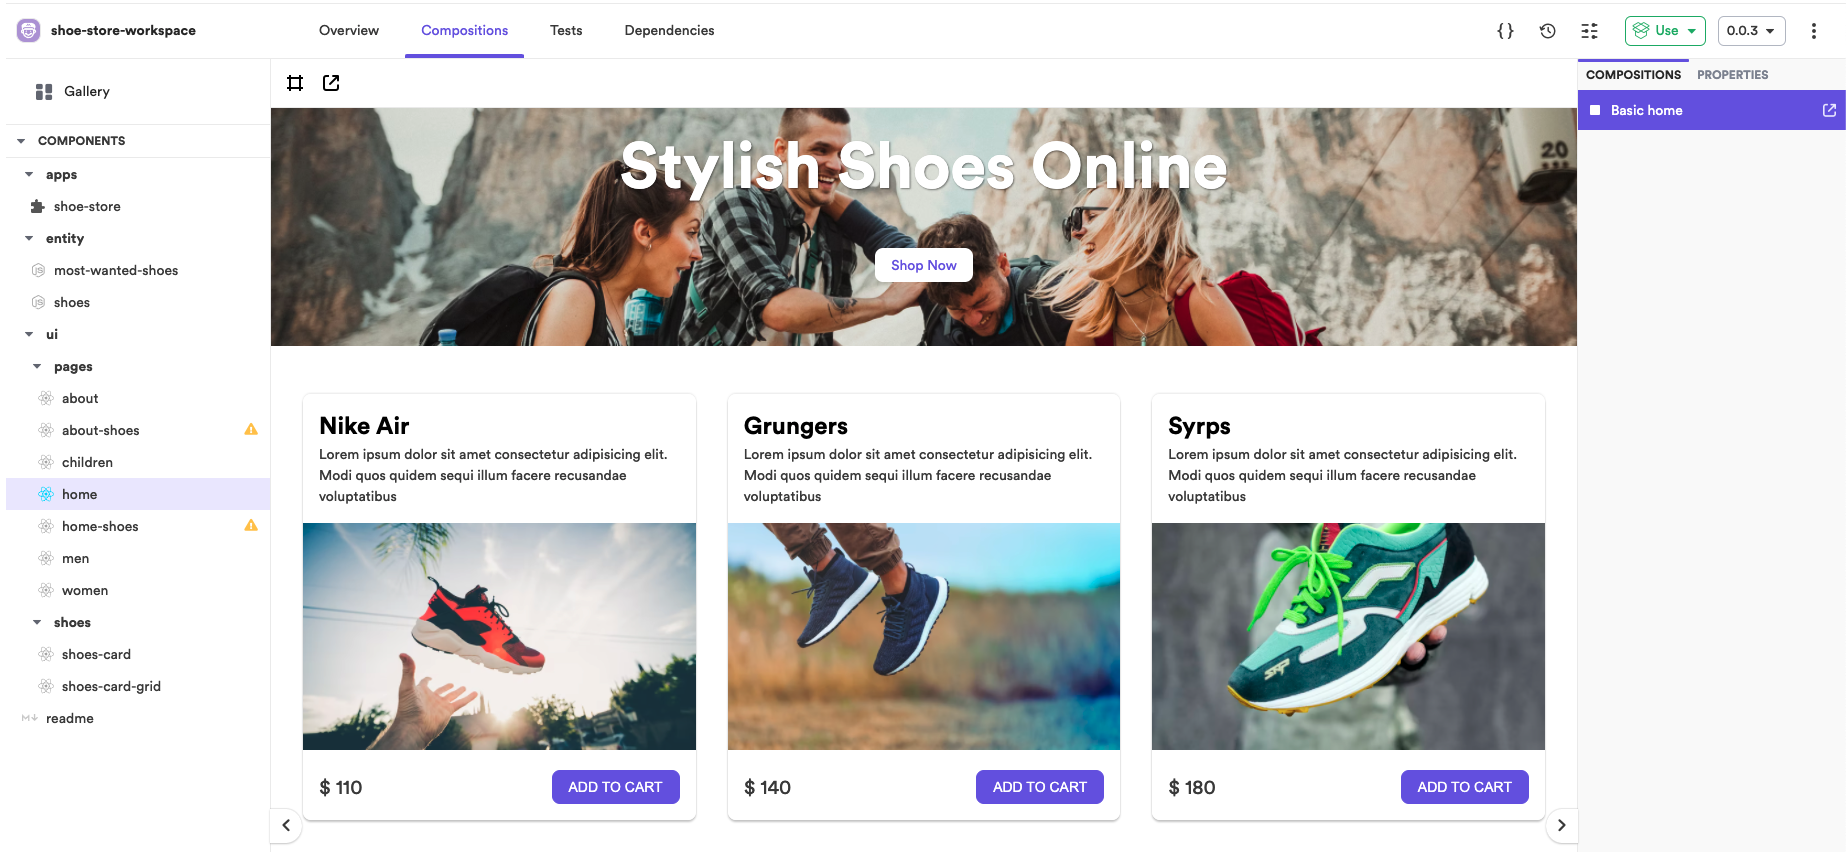 shoe-store-workspace
Overview
Compositions
Tests
Dependencies
{ }
Use
0.0.3
Gallery
COMPONENTS
apps
shoe-store
entity
most-wanted-shoes
shoes
ui
pages
about
about-shoes
children
home
home-shoes
men
women
shoes
shoes-card
shoes-card-grid
readme
Stylish Shoes Online
20
Shop Now
Nike Air
Lorem ipsum dolor sit amet consectetur adipisicing elit.
Modi quos quidem sequi illum facere recusandae
voluptatibus
$ 110
ADD TO CART
Grungers
Lorem ipsum dolor sit amet consectetur adipisicing elit.
Modi quos quidem sequi illum facere recusandae
voluptatibus
$ 140
ADD TO CART
Syrps
Lorem ipsum dolor sit amet consectetur adipisicing elit.
Modi quos quidem sequi illum facere recusandae
voluptatibus
$ 180
ADD TO CART
COMPOSITIONS
PROPERTIES
Basic home